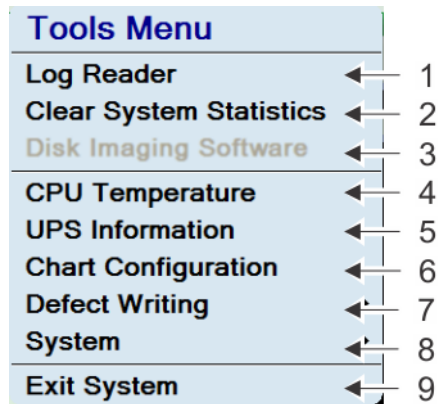 Tools Menu
Log Reader 1
Clear System Statistics 2
Disk Imaging Software 3
CPU Temperature 4
UPS Information 5
Chart Configuration 6
Defect Writing 7
System 8
Exit System 9